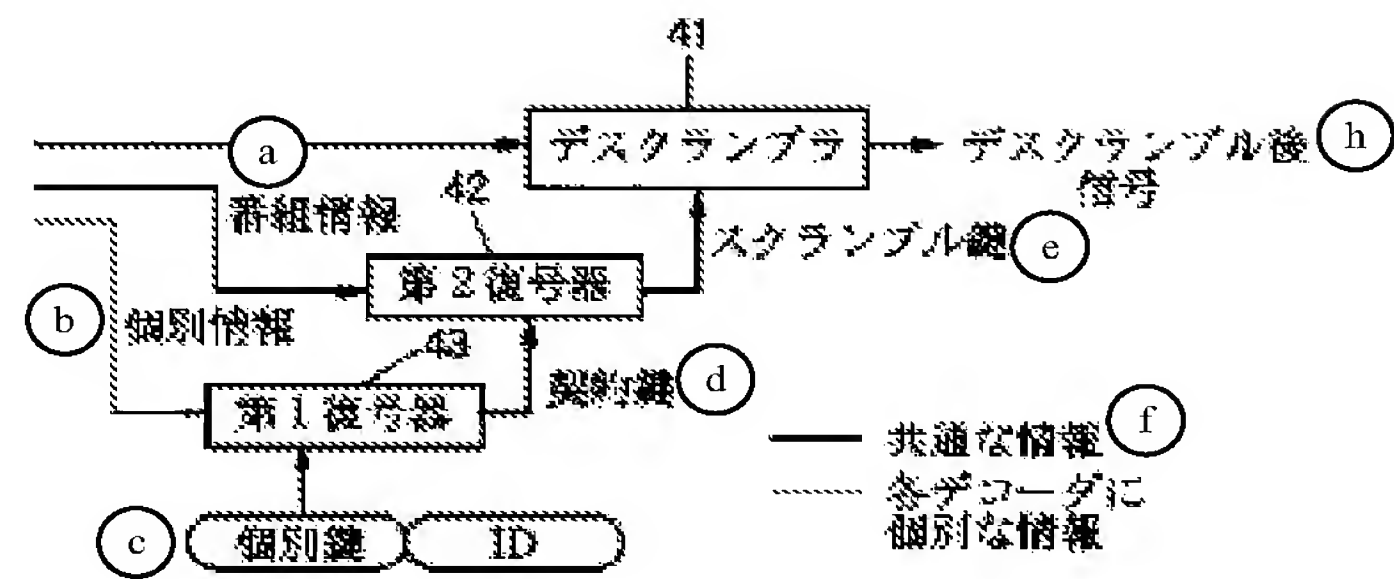 41
a
デスクランブラ
デスクランブル後
信号
h
詳細情報
42
スクランブル鍵
e
第2復号器
b
個別情報
43
契約鍵
d
第1復号器
共通な情報
f
各デコーダに
個別な情報
c
個別鍵
ID